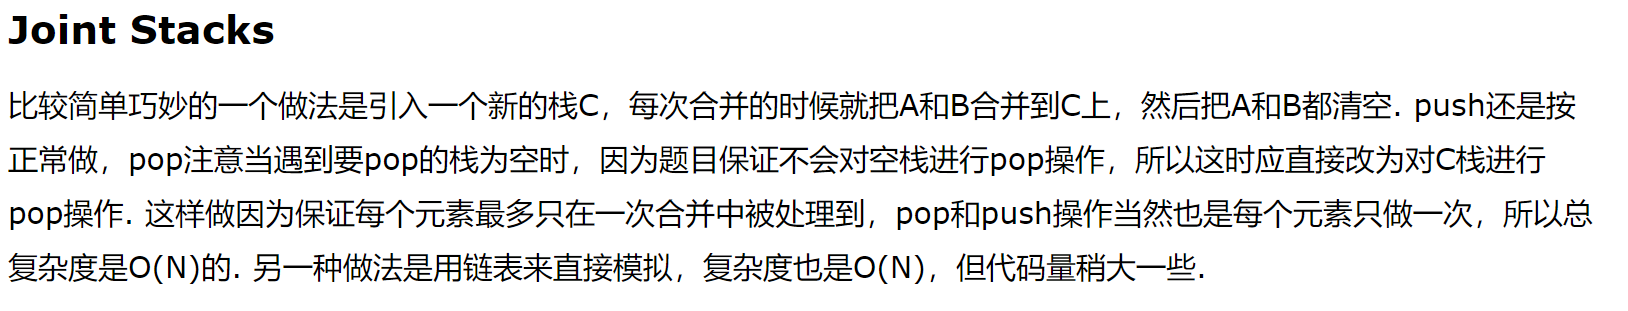 Joint Stacks
比较简单巧妙的一个做法是引入一个新的栈C，每次合并的时候就把A和B合并到C上，然后把A和B都清空. push还是按
正常做，pop注意当遇到要pop的栈为空时，因为题目保证不会对空栈进行pop操作，所以这时应直接改为对C栈进行
pop操作. 这样做因为保证每个元素最多只在一次合并中被处理到，pop和push操作当然也是每个元素只做一次，所以总
复杂度是O(N)的. 另一种做法是用链表来直接模拟，复杂度也是O(N)，但代码量稍大一些.